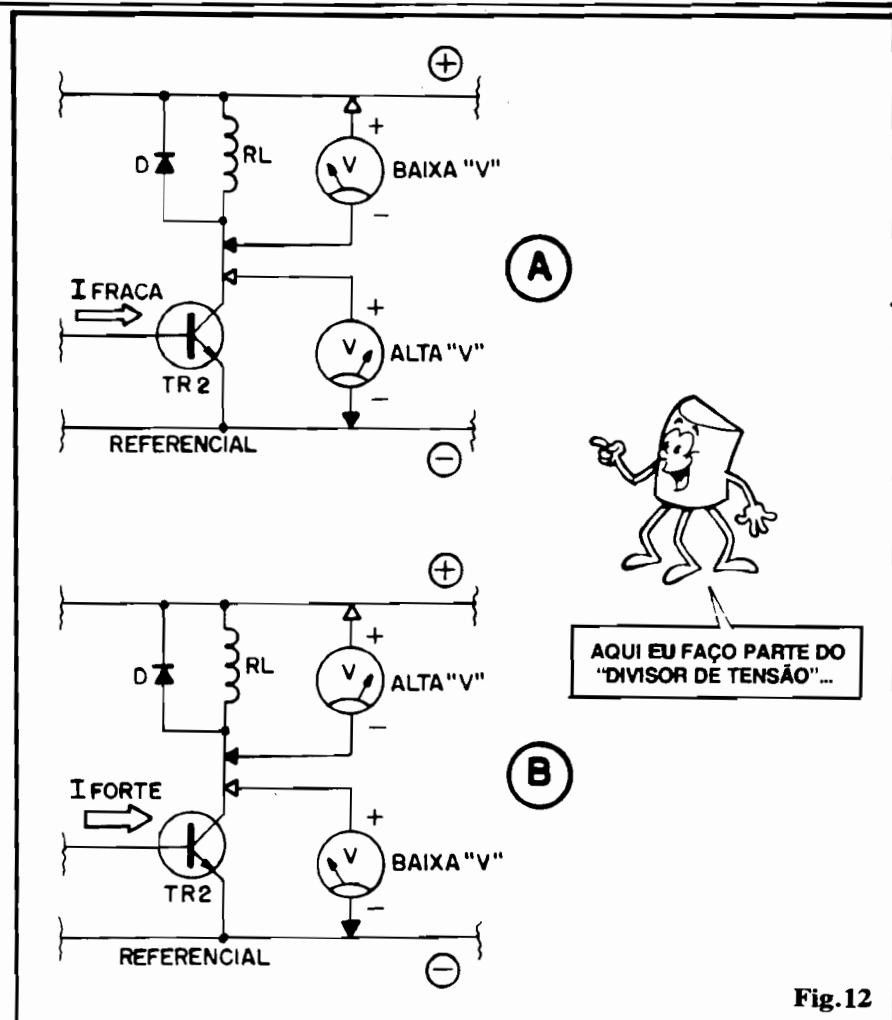 +
D
RL
+
V
BAIXA "V"
−
A
I FRACA
+
V
ALTA "V"
−
TR2
REFERENCIAL
−
+
AQUI EU FAÇO PARTE DO
"DIVISOR DE TENSÃO"...
D
RL
+
V
ALTA "V"
−
B
I FORTE
+
V
BAIXA "V"
−
TR2
REFERENCIAL
−
Fig.12